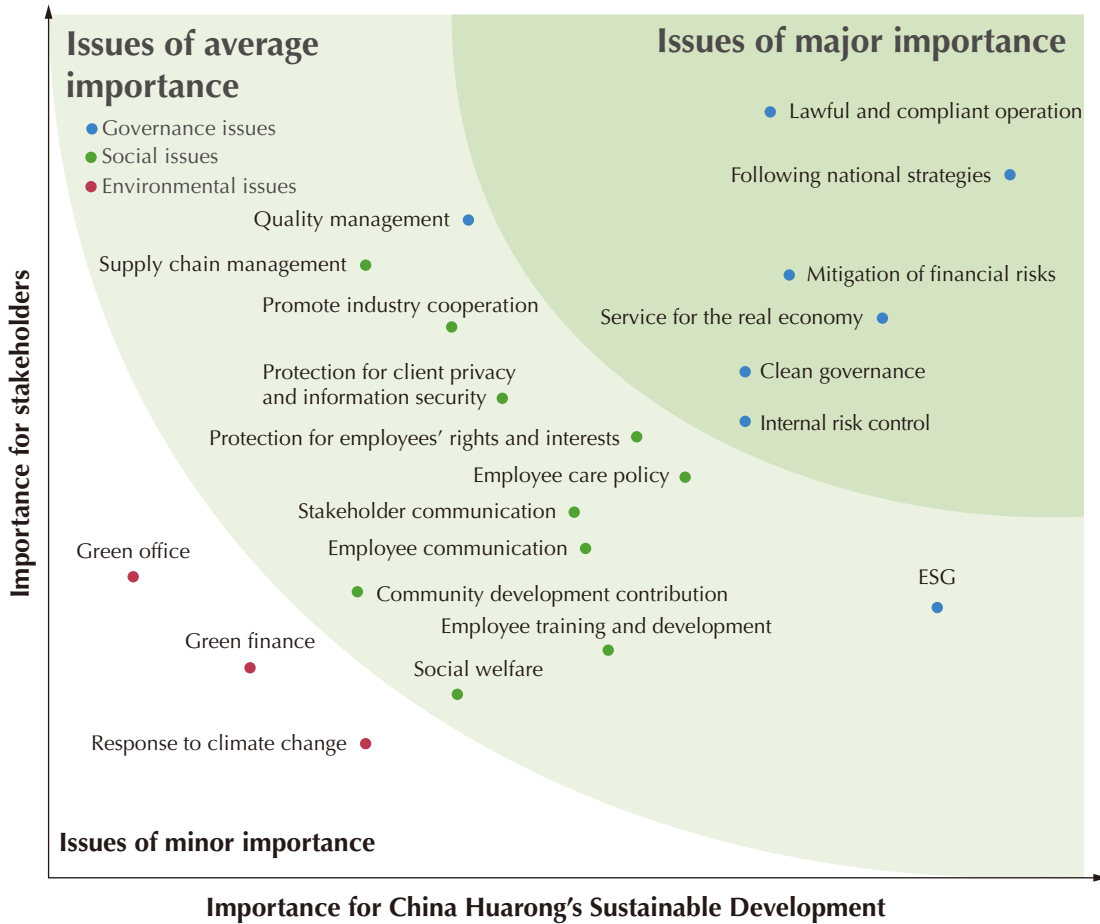 Issues of average
importance
Issues of major importance
Governance issues
Social issues
Environmental issues
Lawful and compliant operation
Following national strategies
Quality management
Supply chain management
Mitigation of financial risks
Promote industry cooperation
Service for the real economy
Protection for client privacy
and information security
Clean governance
Internal risk control
Protection for employees’ rights and interests
Employee care policy
Stakeholder communication
Employee communication
Green office
ESG
Community development contribution
Employee training and development
Green finance
Social welfare
Response to climate change
Issues of minor importance
Importance for stakeholders
Importance for China Huarong’s Sustainable Development